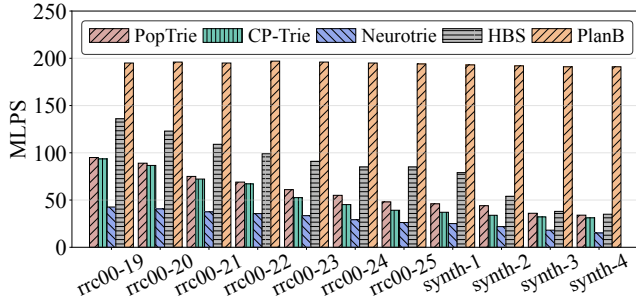 250
PopTrie CP-Trie Neurotrie HBS PlanB
200
150
100
50
0
MLPS
rrc00-19 rrc00-20 rrc00-21 rrc00-22 rrc00-23 rrc00-24 rrc00-25 synth-1 synth-2 synth-3 synth-4